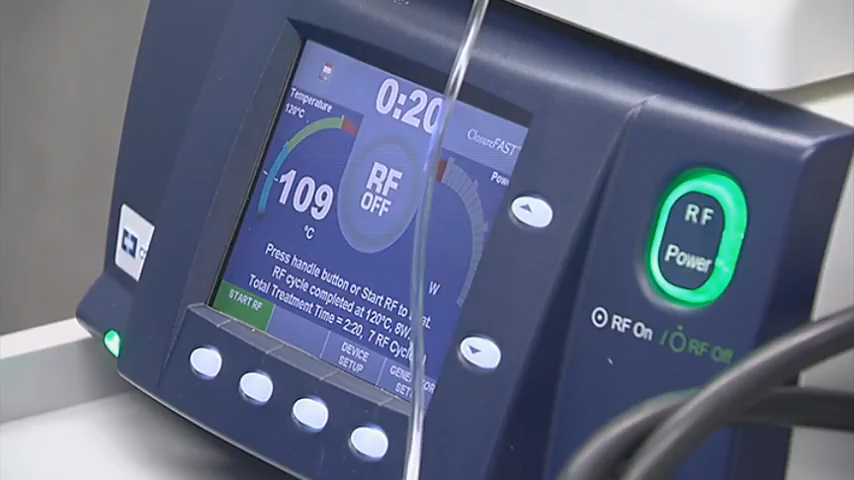 0:20
ClosureFAST
Temperature
120°C
109
°C
RF
OFF
W
Press handle button or Start RF to
RF cycle completed at 120°C, 8W
Total Treatment Time = 2:20, 7 RF
START RF
DEVICE
SETUP
RF
Power
RF On / RF Off